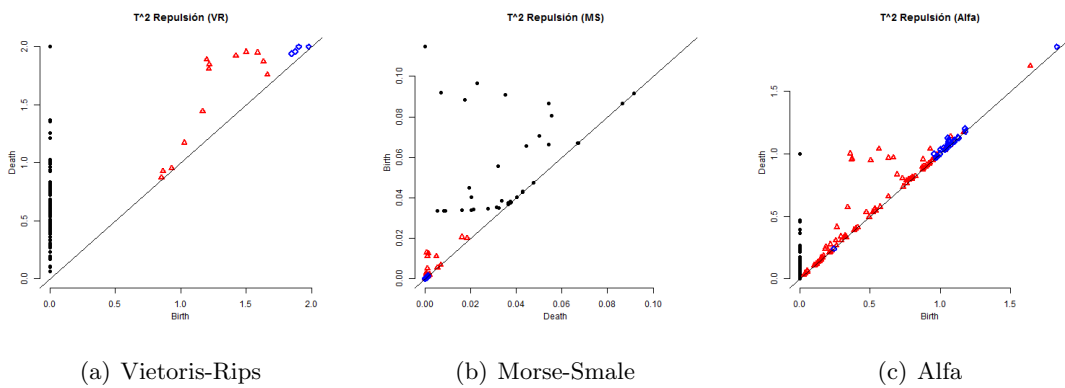 T^2 Repulsión (VR)
Death
2.0
1.5
1.0
0.5
0.0
0.0 0.5 1.0 1.5 2.0
Birth
(a) Vietoris-Rips
T^2 Repulsión (MS)
Birth
0.10
0.08
0.06
0.04
0.02
0.00
0.00 0.02 0.04 0.06 0.08 0.10
Death
(b) Morse-Smale
T^2 Repulsión (Alfa)
Death
1.5
1.0
0.5
0.0
0.0 0.5 1.0 1.5
Birth
(c) Alfa